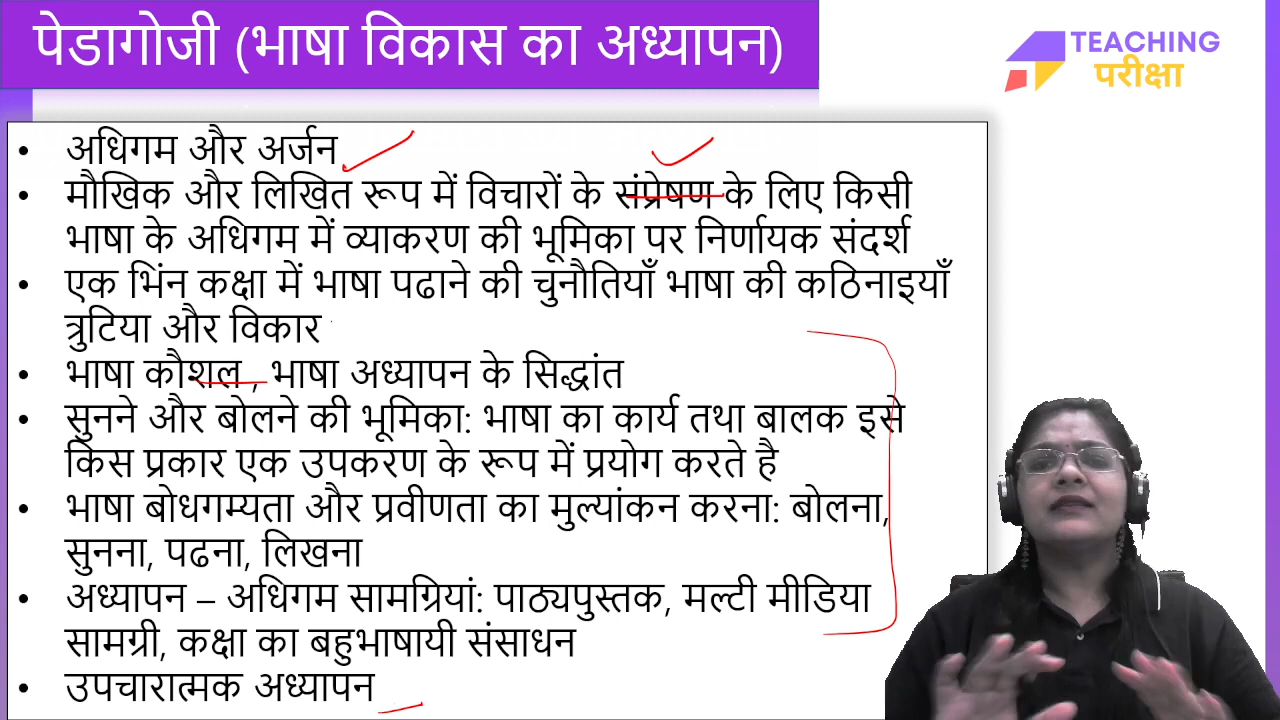 पेडागोजी (भाषा विकास का अध्यापन)
TEACHING
परीक्षा
• अधिगम और अर्जन
• मौखिक और लिखित रूप में विचारों के संप्रेषण के लिए किसी
भाषा के अधिगम में व्याकरण की भूमिका पर निर्णायक संदर्श
• एक भिंन कक्षा में भाषा पढाने की चुनौतियाँ भाषा की कठिनाइयाँ
त्रुटिया और विकार
• भाषा कौशल , भाषा अध्यापन के सिद्धांत
• सुनने और बोलने की भूमिका: भाषा का कार्य तथा बालक इसे
किस प्रकार एक उपकरण के रूप में प्रयोग करते है
• भाषा बोधगम्यता और प्रवीणता का मुल्यांकन करना: बोलना,
सुनना, पढना, लिखना
• अध्यापन – अधिगम सामग्रियां: पाठ्यपुस्तक, मल्टी मीडिया
सामग्री, कक्षा का बहुभाषायी संसाधन
• उपचारात्मक अध्यापन